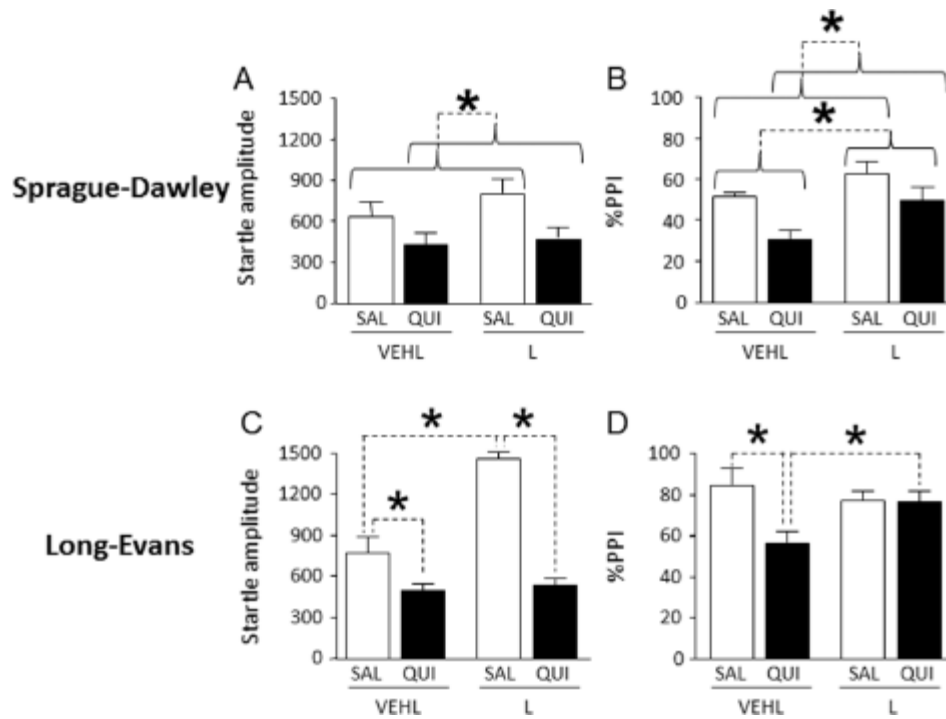 Sprague-Dawley
A
Startle amplitude
1500
1200
900
600
300
0
SAL QUI SAL QUI
VEHL L
*
B
%PPI
100
80
60
40
20
0
SAL QUI SAL QUI
VEHL L
*
*
Long-Evans
C
Startle amplitude
1500
1200
900
600
300
0
SAL QUI SAL QUI
VEHL L
*
*
*
D
%PPI
100
80
60
40
20
0
SAL QUI SAL QUI
VEHL L
*
*